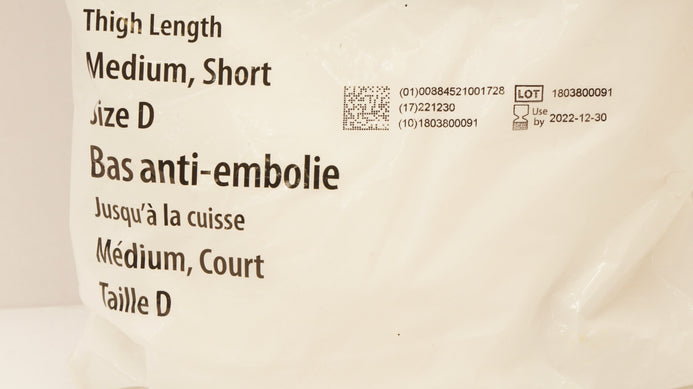 Thigh Length
Medium, Short
Size D
Bas anti-embolie
Jusqu'à la cuisse
Médium, Court
Taille D
(01)00884521001728
(17)221230
(10)1803800091
LOT 1803800091
Use by 2022-12-30